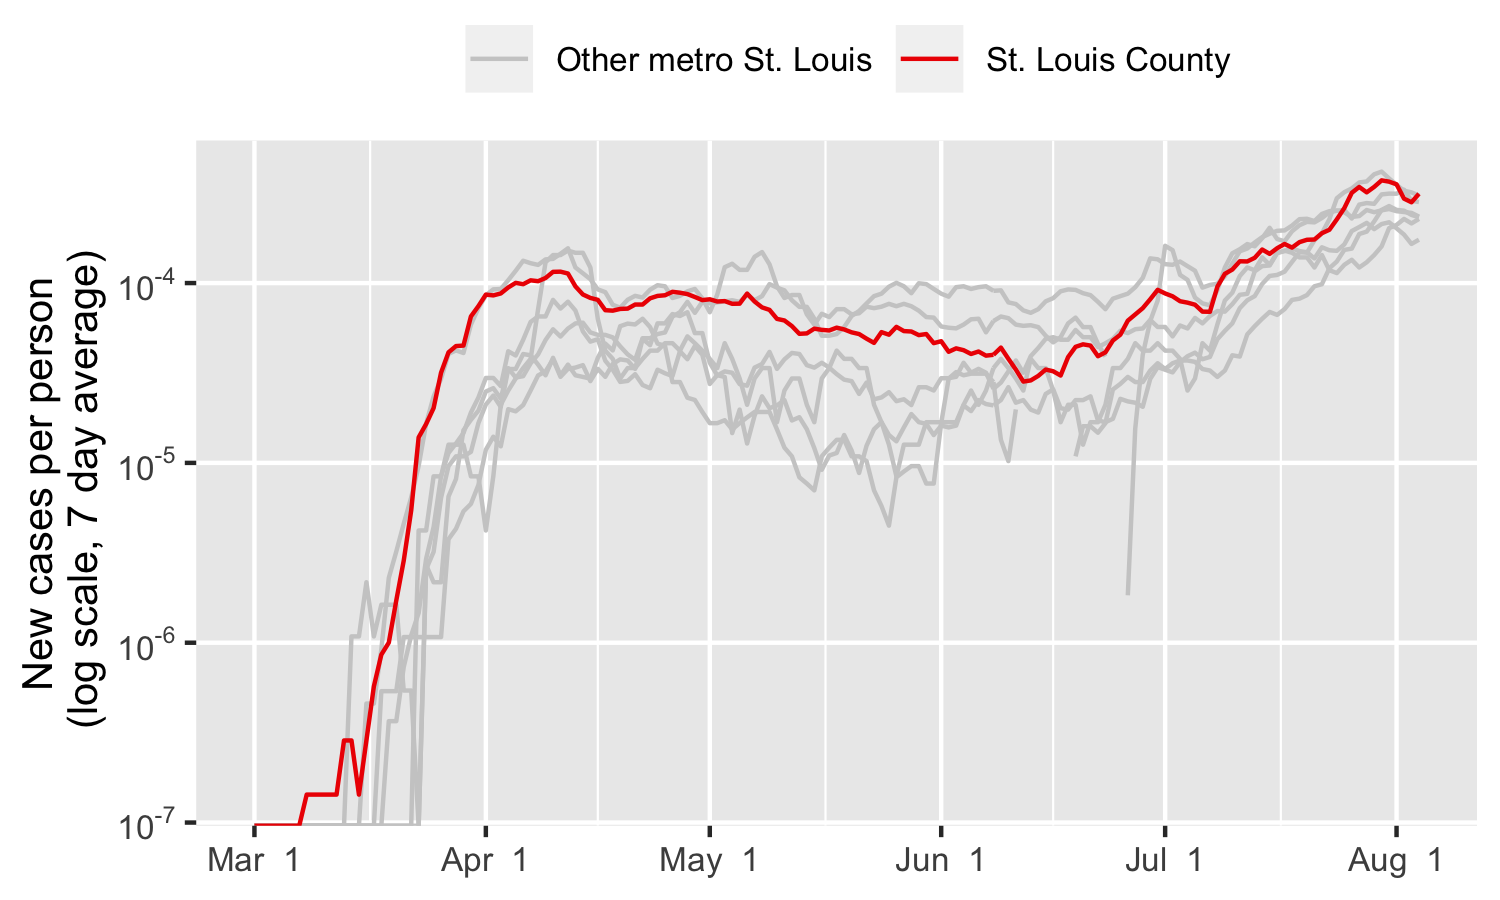 Other metro St. Louis
St. Louis County
New cases per person
(log scale, 7 day average)
10-4
10-5
10-6
10-7
Mar 1
Apr 1
May 1
Jun 1
Jul 1
Aug 1